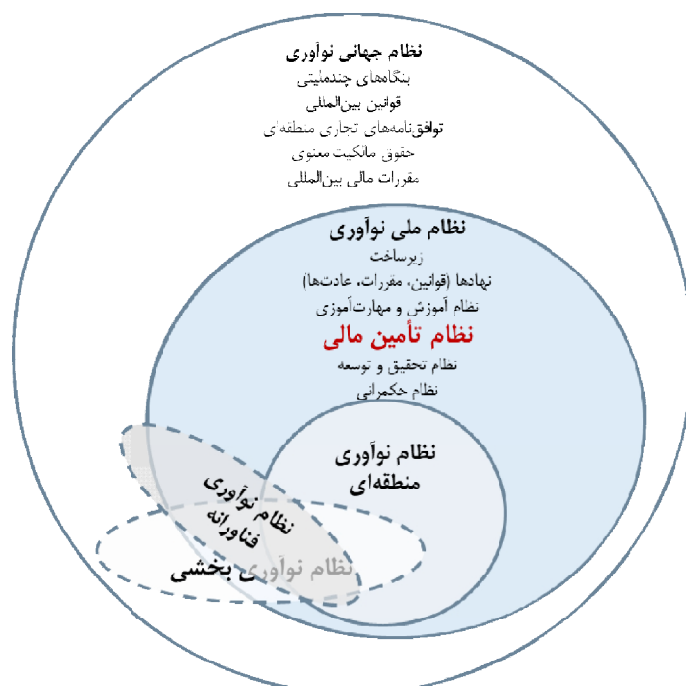 نظام جهانی نوآوری
بنگاه‌های چندملیتی
قوانین بین‌المللی
توافق‌نامه‌های تجاری منطقه‌ای
حقوق مالکیت معنوی
مقررات مالی بین‌المللی
نظام ملی نوآوری
زیرساخت
نهادها (قوانین، مقررات، عادت‌ها)
نظام آموزش و مهارت‌آموزی
نظام تأمین مالی
نظام تحقیق و توسعه
نظام حکمرانی
نظام نوآوری
منطقه‌ای
نظام نوآوری
فناورانه
نظام نوآوری بخشی